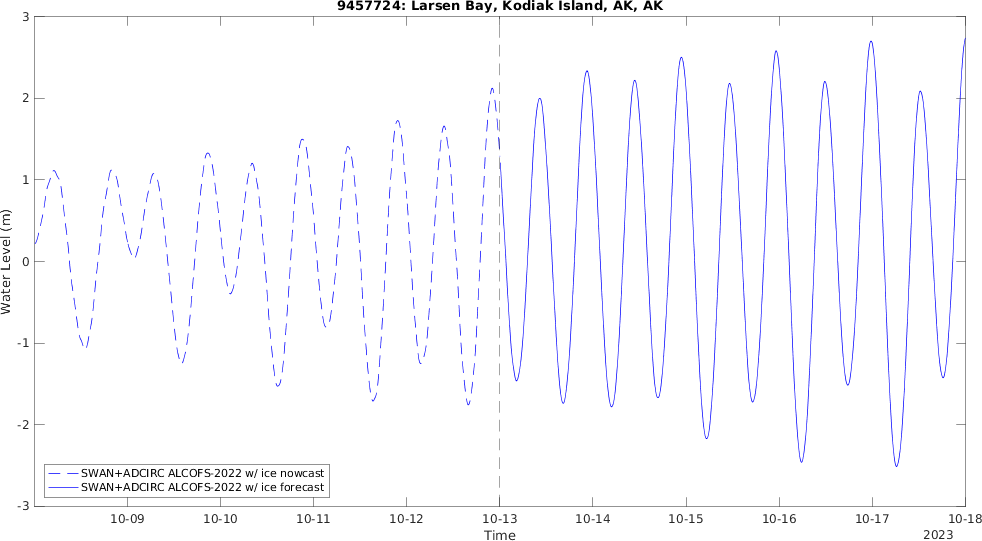 9457724: Larsen Bay, Kodiak Island, AK, AK
3
2
1
0
-1
-2
-3
Water Level (m)
SWAN+ADCIRC ALCOFS-2022 w/ ice nowcast
SWAN+ADCIRC ALCOFS-2022 w/ ice forecast
10-09 10-10 10-11 10-12 10-13 10-14 10-15 10-16 10-17 10-18
Time
2023